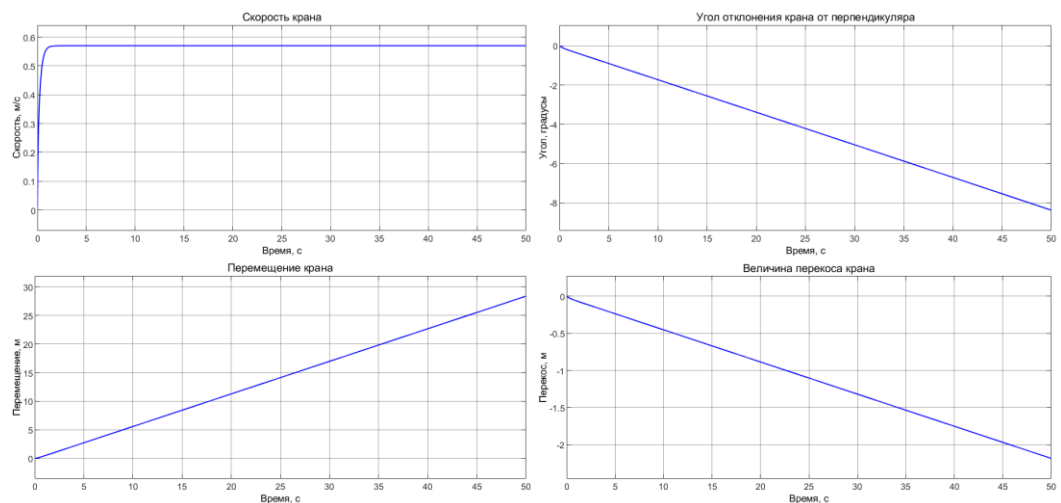 Скорость крана
Скорость, м/с
0.6
0.5
0.4
0.3
0.2
0.1
0
0 5 10 15 20 25 30 35 40 45 50
Время, с
Угол отклонения крана от перпендикуляра
Угол, градусы
0
-2
-4
-6
-8
0 5 10 15 20 25 30 35 40 45 50
Время, с
Перемещение крана
Перемещение, м
30
25
20
15
10
5
0
0 5 10 15 20 25 30 35 40 45 50
Время, с
Величина перекоса крана
Перекос, м
0
-0.5
-1
-1.5
-2
0 5 10 15 20 25 30 35 40 45 50
Время, с